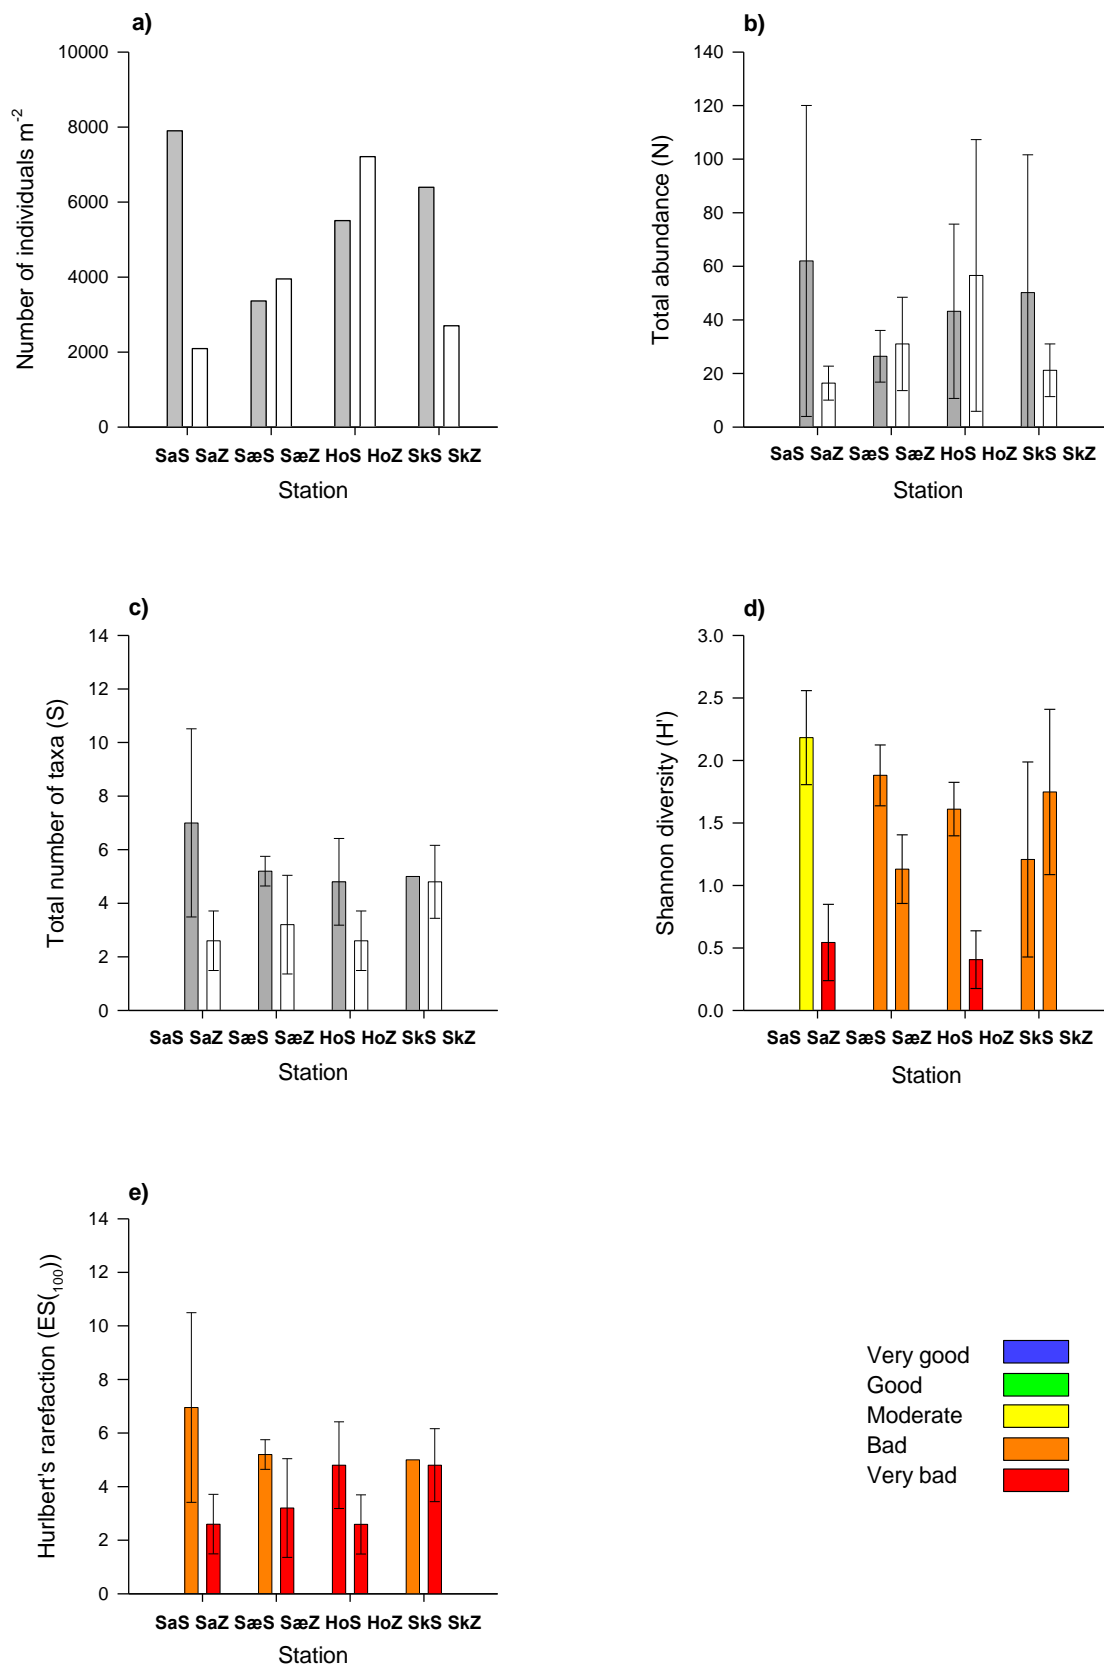 a)
10000
8000
6000
4000
2000
0
Number of individuals m-2
SaS SaZ SæS SæZ HoS HoZ SkS SkZ
Station
b)
140
120
100
80
60
40
20
0
Total abundance (N)
SaS SaZ SæS SæZ HoS HoZ SkS SkZ
Station
c)
14
12
10
8
6
4
2
0
Total number of taxa (S)
SaS SaZ SæS SæZ HoS HoZ SkS SkZ
Station
d)
3.0
2.5
2.0
1.5
1.0
0.5
0.0
Shannon diversity (H')
SaS SaZ SæS SæZ HoS HoZ SkS SkZ
Station
e)
14
12
10
8
6
4
2
0
Hurlbert's rarefaction (ES(100))
SaS SaZ SæS SæZ HoS HoZ SkS SkZ
Station
Very good
Good
Moderate
Bad
Very bad